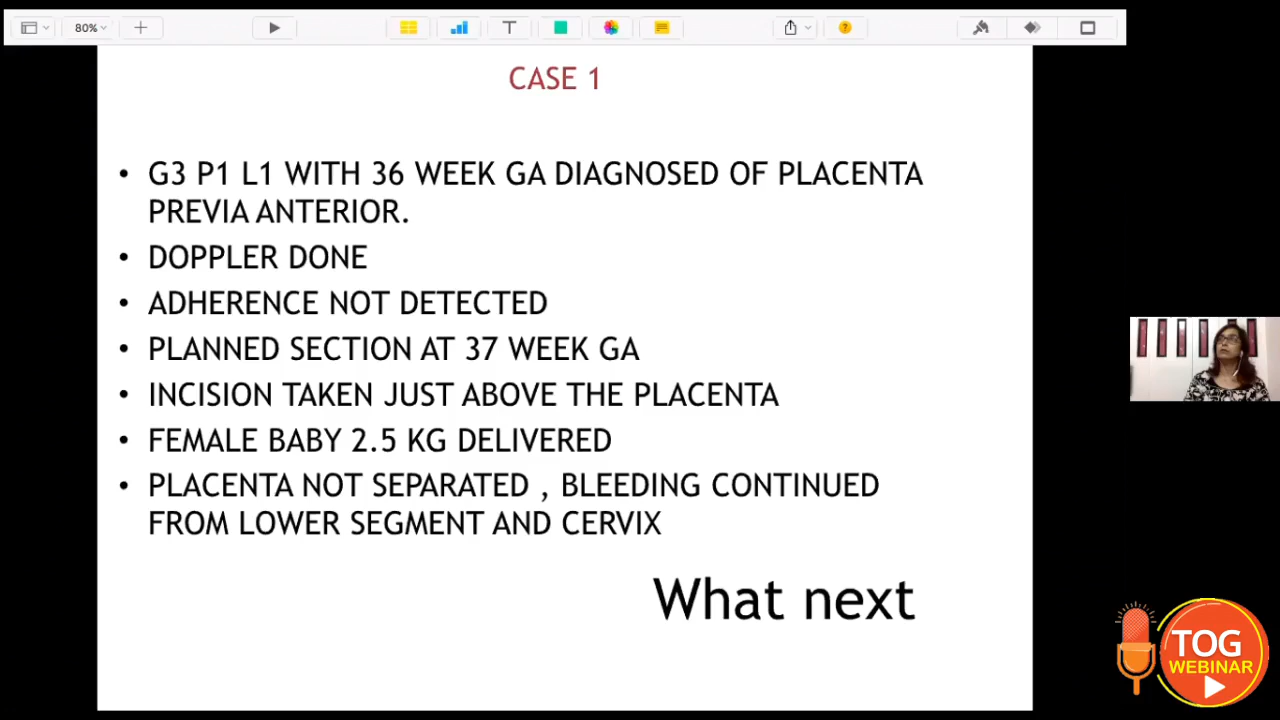 80%
CASE 1
• G3 P1 L1 WITH 36 WEEK GA DIAGNOSED OF PLACENTA
PREVIA ANTERIOR.
• DOPPLER DONE
• ADHERENCE NOT DETECTED
• PLANNED SECTION AT 37 WEEK GA
• INCISION TAKEN JUST ABOVE THE PLACENTA
• FEMALE BABY 2.5 KG DELIVERED
• PLACENTA NOT SEPARATED , BLEEDING CONTINUED
FROM LOWER SEGMENT AND CERVIX
What next
TOG
WEBINAR